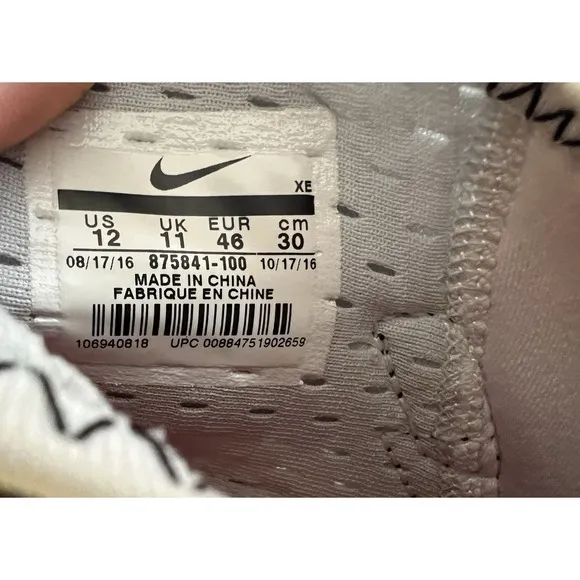 XE
US UK EUR cm
12 11 46 30
08/17/16 875841-100 10/17/16
MADE IN CHINA
FABRIQUE EN CHINE
106940818 UPC 00884751902659